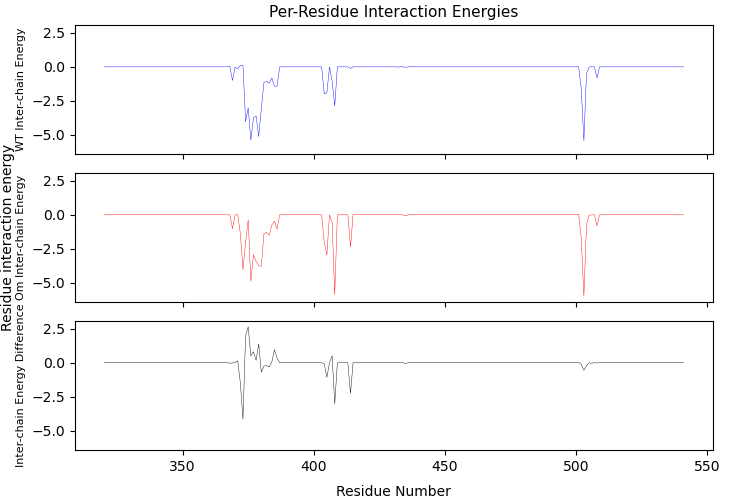 Per-Residue Interaction Energies
Residue interaction energy
WT Inter-chain Energy
2.5
0.0
−2.5
−5.0
Om Inter-chain Energy
2.5
0.0
−2.5
−5.0
Inter-chain Energy Difference
2.5
0.0
−2.5
−5.0
350
400
450
500
550
Residue Number